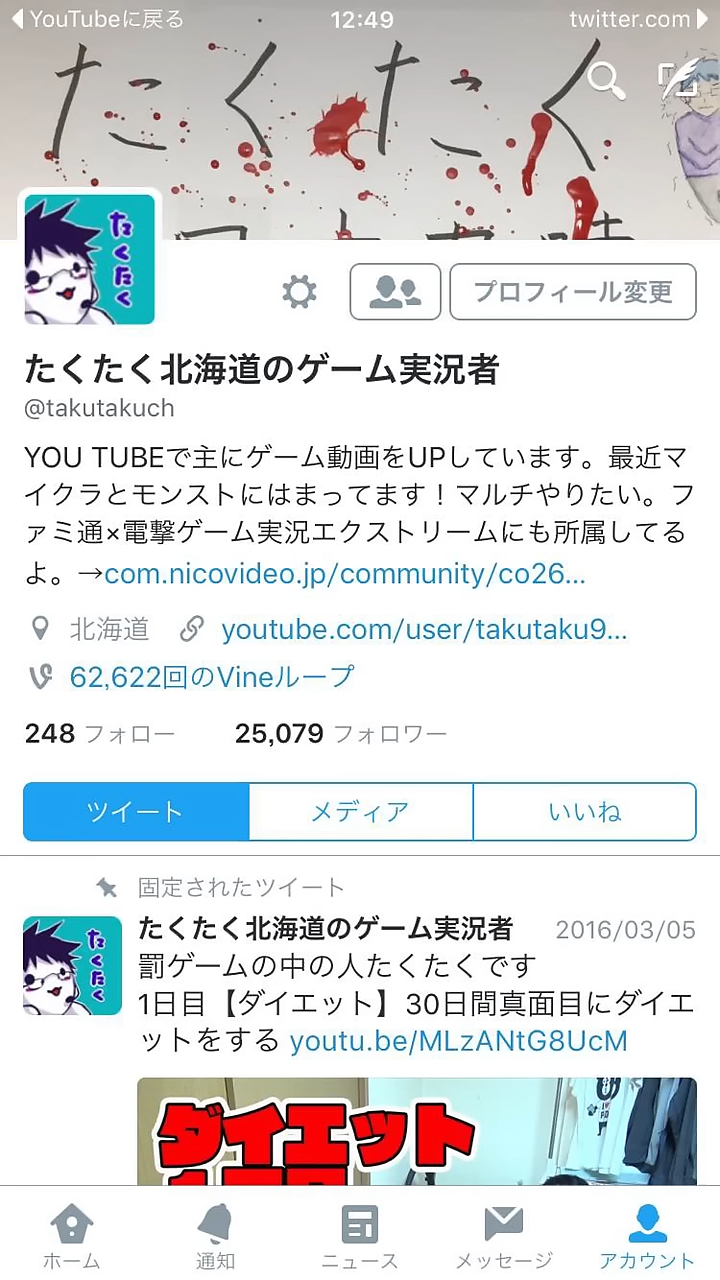 YouTubeに戻る 12:49 twitter.com
たくたく
たくたく
プロフィール変更
たくたく北海道のゲーム実況者
@takutakuch
YOU TUBEで主にゲーム動画をUPしています。最近マ
イクラとモンストにはまってます！マルチやりたい。フ
ァミ通×電撃ゲーム実況エクストリームにも所属してる
よ。→com.nicovideo.jp/community/co26...
北海道 youtube.com/user/takutaku9...
62,622回のVineループ
248 フォロー 25,079 フォロワー
ツイート メディア いいね
固定されたツイート
たくたく北海道のゲーム実況者 2016/03/05
たくたく
罰ゲームの中の人たくたくです
1日目【ダイエット】30日間真面目にダイエ
ットをする youtu.be/MLzANtG8UcM
ダイエット
ホーム 通知 ニュース メッセージ アカウント